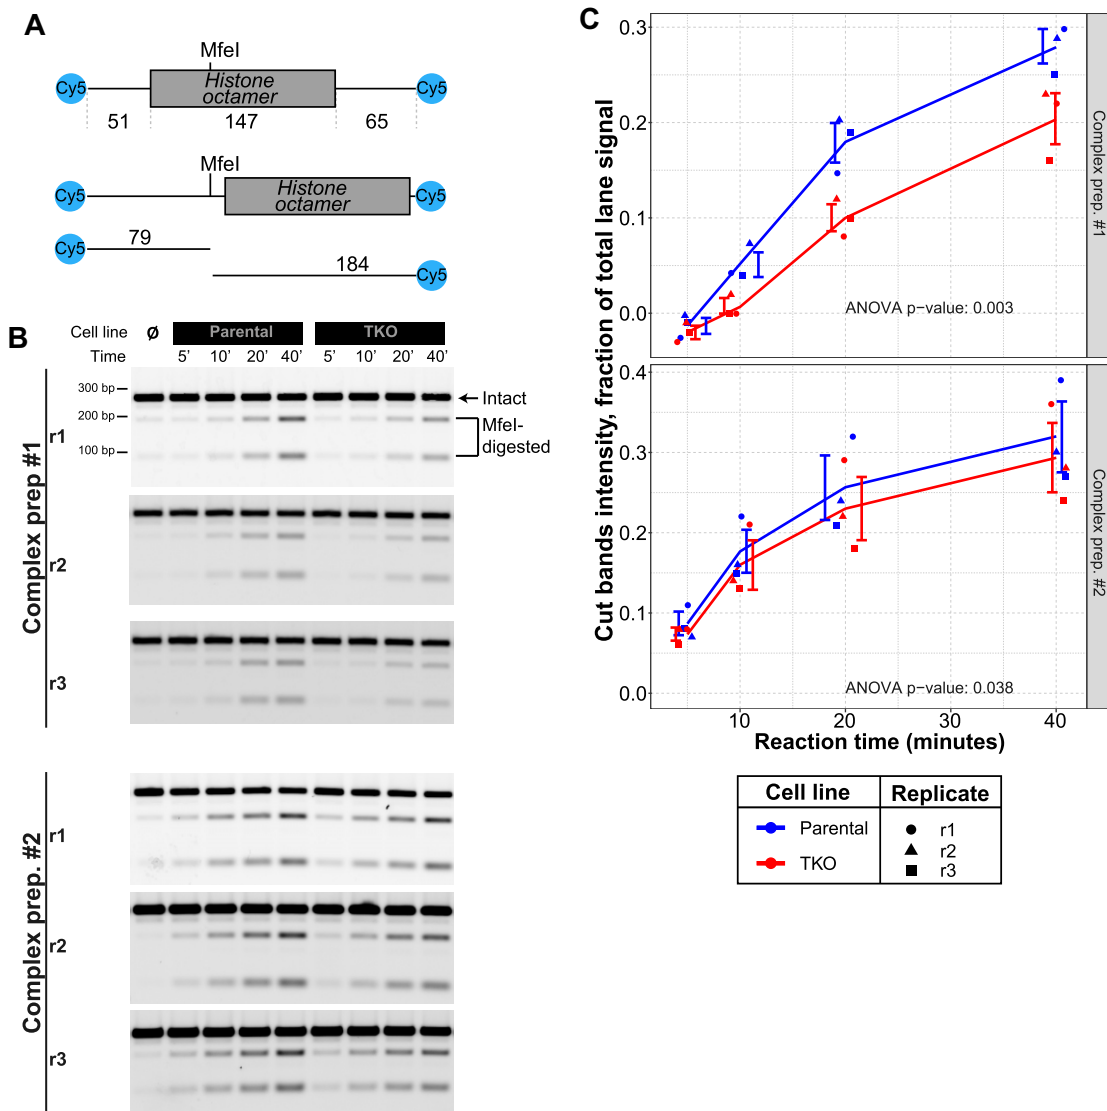 A
MfeI
Cy5
Histone
octamer
Cy5
51
147
65
MfeI
Cy5
Histone
octamer
Cy5
79
Cy5
184
Cy5
B
Cell line
Ø
Parental
TKO
Time
5’
10’
20’
40’
5’
10’
20’
40’
Complex prep #1
300 bp
200 bp
100 bp
r1
Intact
MfeI-
digested
r2
r3
Complex prep. #2
r1
r2
r3
C
Cut bands intensity, fraction of total lane signal
0.3
0.2
0.1
0.0
ANOVA p−value: 0.003
Complex prep. #1
0.4
0.3
0.2
0.1
0.0
ANOVA p−value: 0.038
Complex prep. #2
10
20
30
40
Reaction time (minutes)
Cell line
Replicate
Parental
TKO
r1
r2
r3